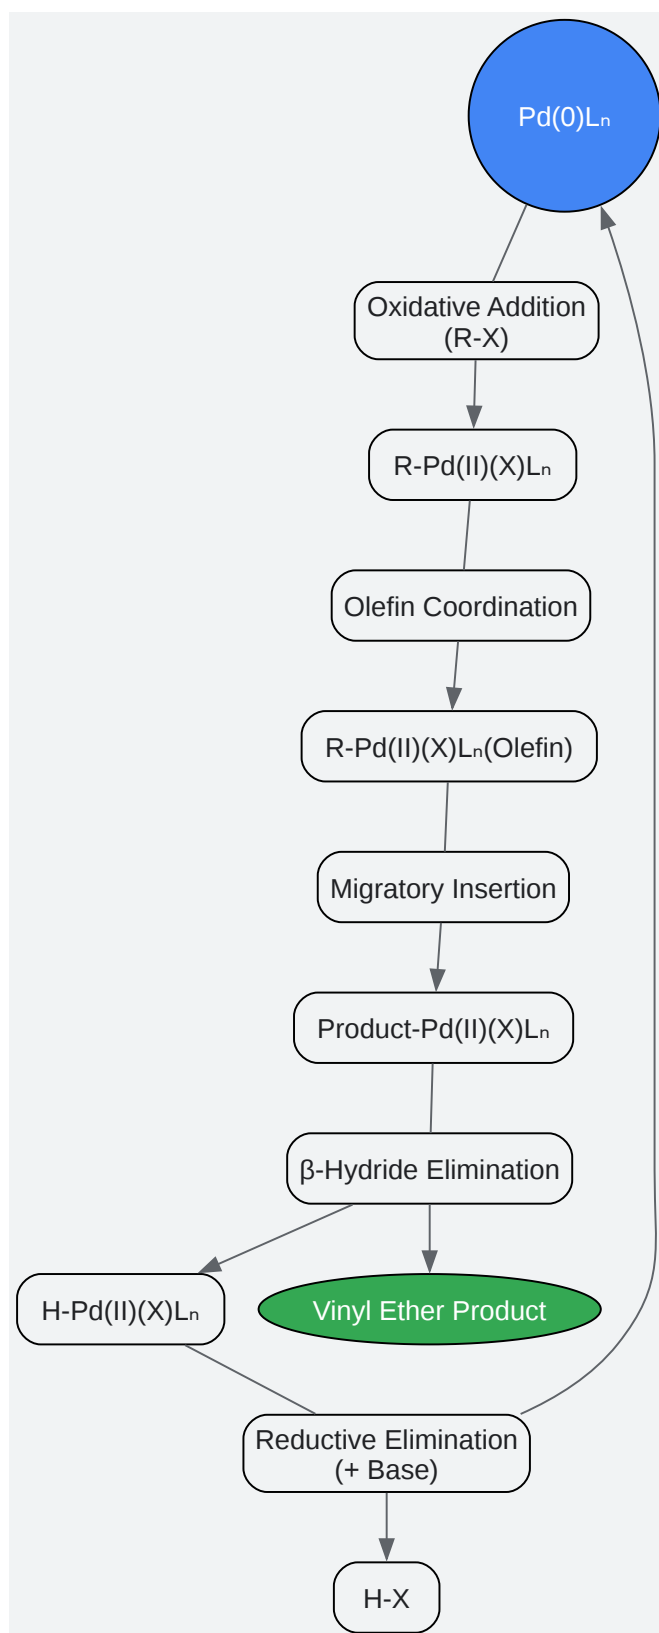 Pd(0)Lₙ
Oxidative Addition
(R-X)
R-Pd(II)(X)Lₙ
Olefin Coordination
R-Pd(II)(X)Lₙ(Olefin)
Migratory Insertion
Product-Pd(II)(X)Lₙ
β-Hydride Elimination
H-Pd(II)(X)Lₙ
Vinyl Ether Product
Reductive Elimination
(+ Base)
H-X